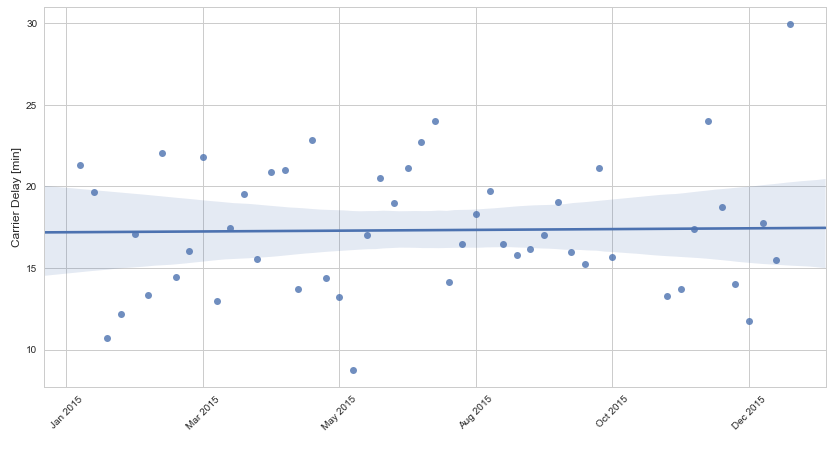 30
25
20
15
10
Carrier Delay [min]
Jan 2015
Mar 2015
May 2015
Aug 2015
Oct 2015
Dec 2015